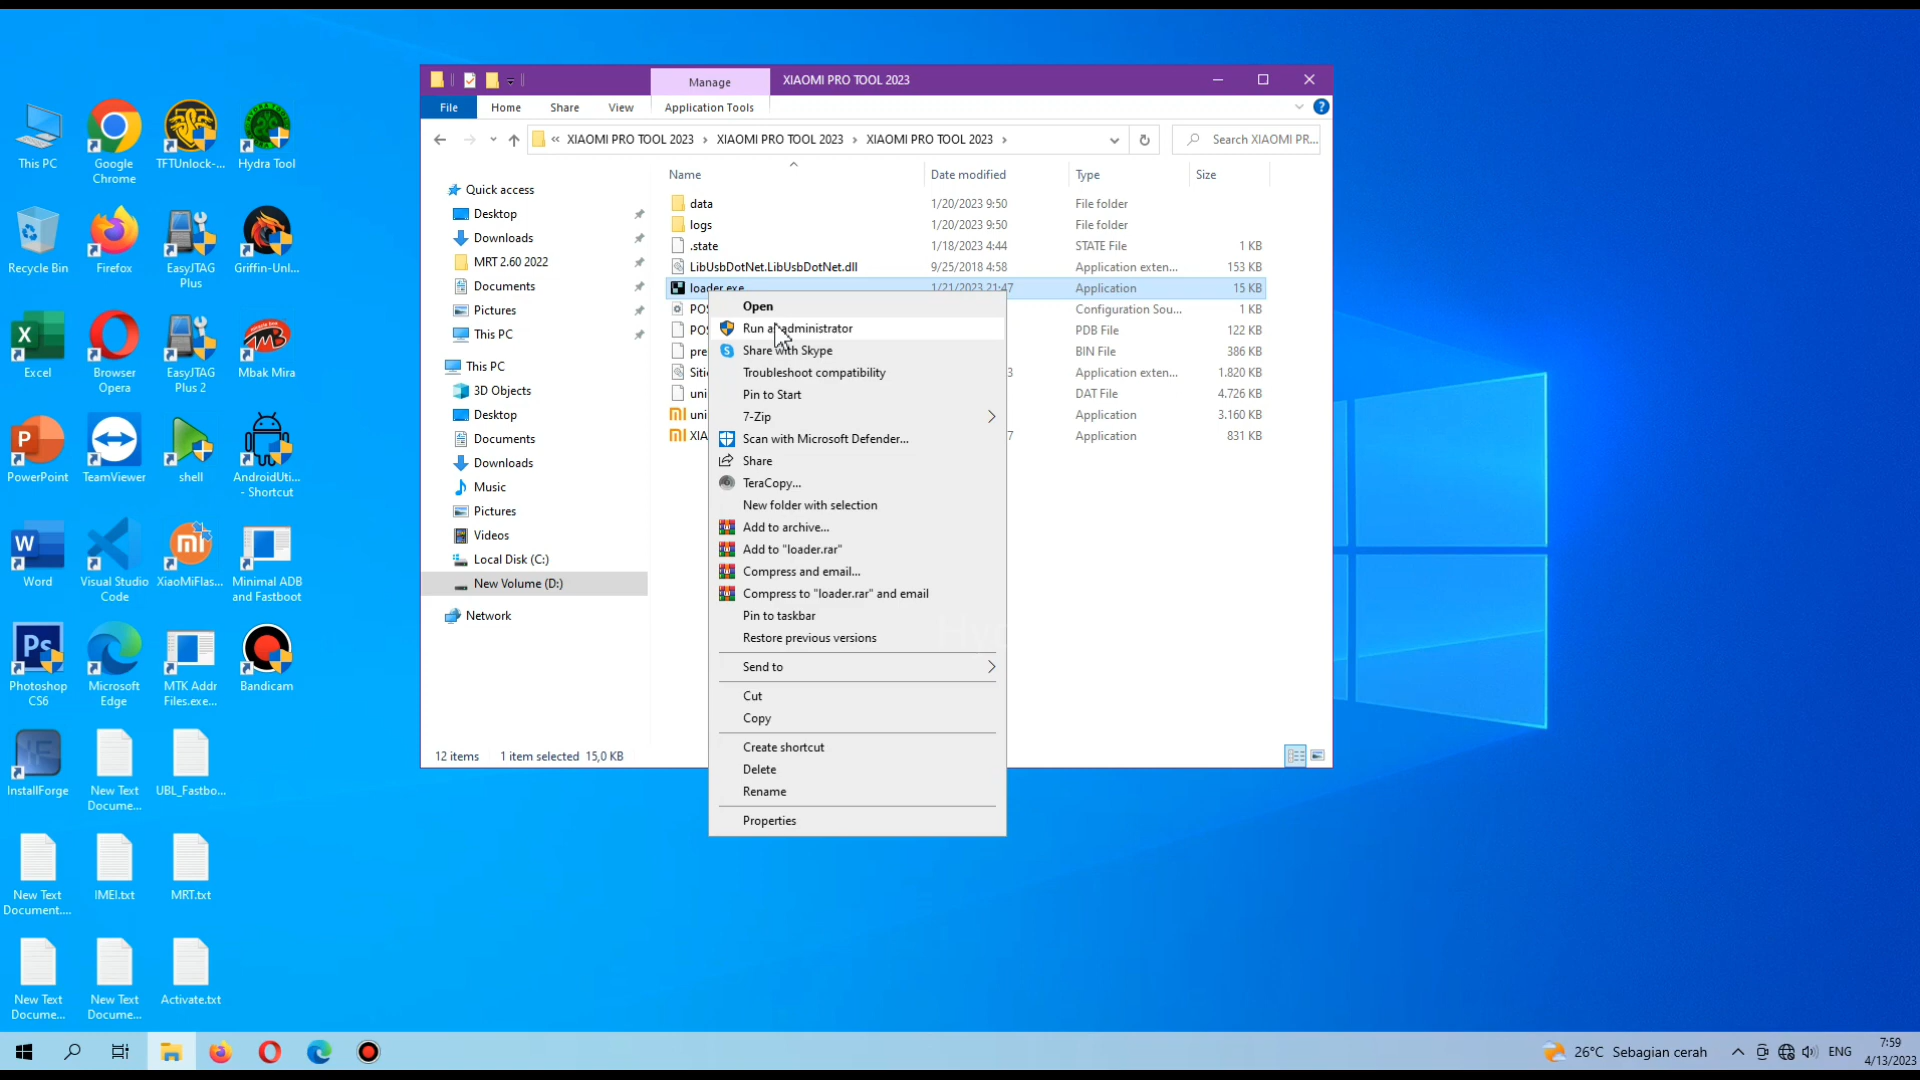 Manage
XIAOMI PRO TOOL 2023
File
Home
Share
View
Application Tools
« XIAOMI PRO TOOL 2023 › XIAOMI PRO TOOL 2023 › XIAOMI PRO TOOL 2023 ›
Search XIAOMI PR...
Name
Date modified
Type
Size
data 1/20/2023 9:50 File folder
logs 1/20/2023 9:50 File folder
.state 1/18/2023 4:44 STATE File 1 KB
LibUsbDotNet.LibUsbDotNet.dll 9/25/2018 4:58 Application exten... 153 KB
loader.exe 1/21/2023 21:47 Application 15 KB
Configuration Sou... 1 KB
PDB File 122 KB
BIN File 386 KB
Application exten... 1.820 KB
DAT File 4.726 KB
Application 3.160 KB
Application 831 KB
Quick access
Desktop
Downloads
MRT 2.60 2022
Documents
Pictures
This PC
This PC
3D Objects
Desktop
Documents
Downloads
Music
Pictures
Videos
Local Disk (C:)
New Volume (D:)
Network
12 items 1 item selected 15,0 KB
Open
Run as administrator
Share with Skype
Troubleshoot compatibility
Pin to Start
7-Zip
Scan with Microsoft Defender...
Share
TeraCopy...
New folder with selection
Add to archive...
Add to "loader.rar"
Compress and email...
Compress to "loader.rar" and email
Pin to taskbar
Restore previous versions
Send to
Cut
Copy
Create shortcut
Delete
Rename
Properties
This PC
Google
Chrome
TFTUnlock-...
Hydra Tool
Recycle Bin
Firefox
EasyJTAG
Plus
Griffin-Unl...
Excel
Browser
Opera
EasyJTAG
Plus 2
Mbak Mira
PowerPoint
TeamViewer
shell
AndroidUti...
- Shortcut
Word
Visual Studio
Code
XiaoMiFlas...
Minimal ADB
and Fastboot
Photoshop
CS6
Microsoft
Edge
MTK Addr
Files.exe...
Bandicam
InstallForge
New Text
Docume...
UBL_Fastbo...
New Text
Document....
IMEI.txt
MRT.txt
New Text
Docume...
New Text
Docume...
Activate.txt
26°C Sebagian cerah
ENG
7:59
4/13/2023